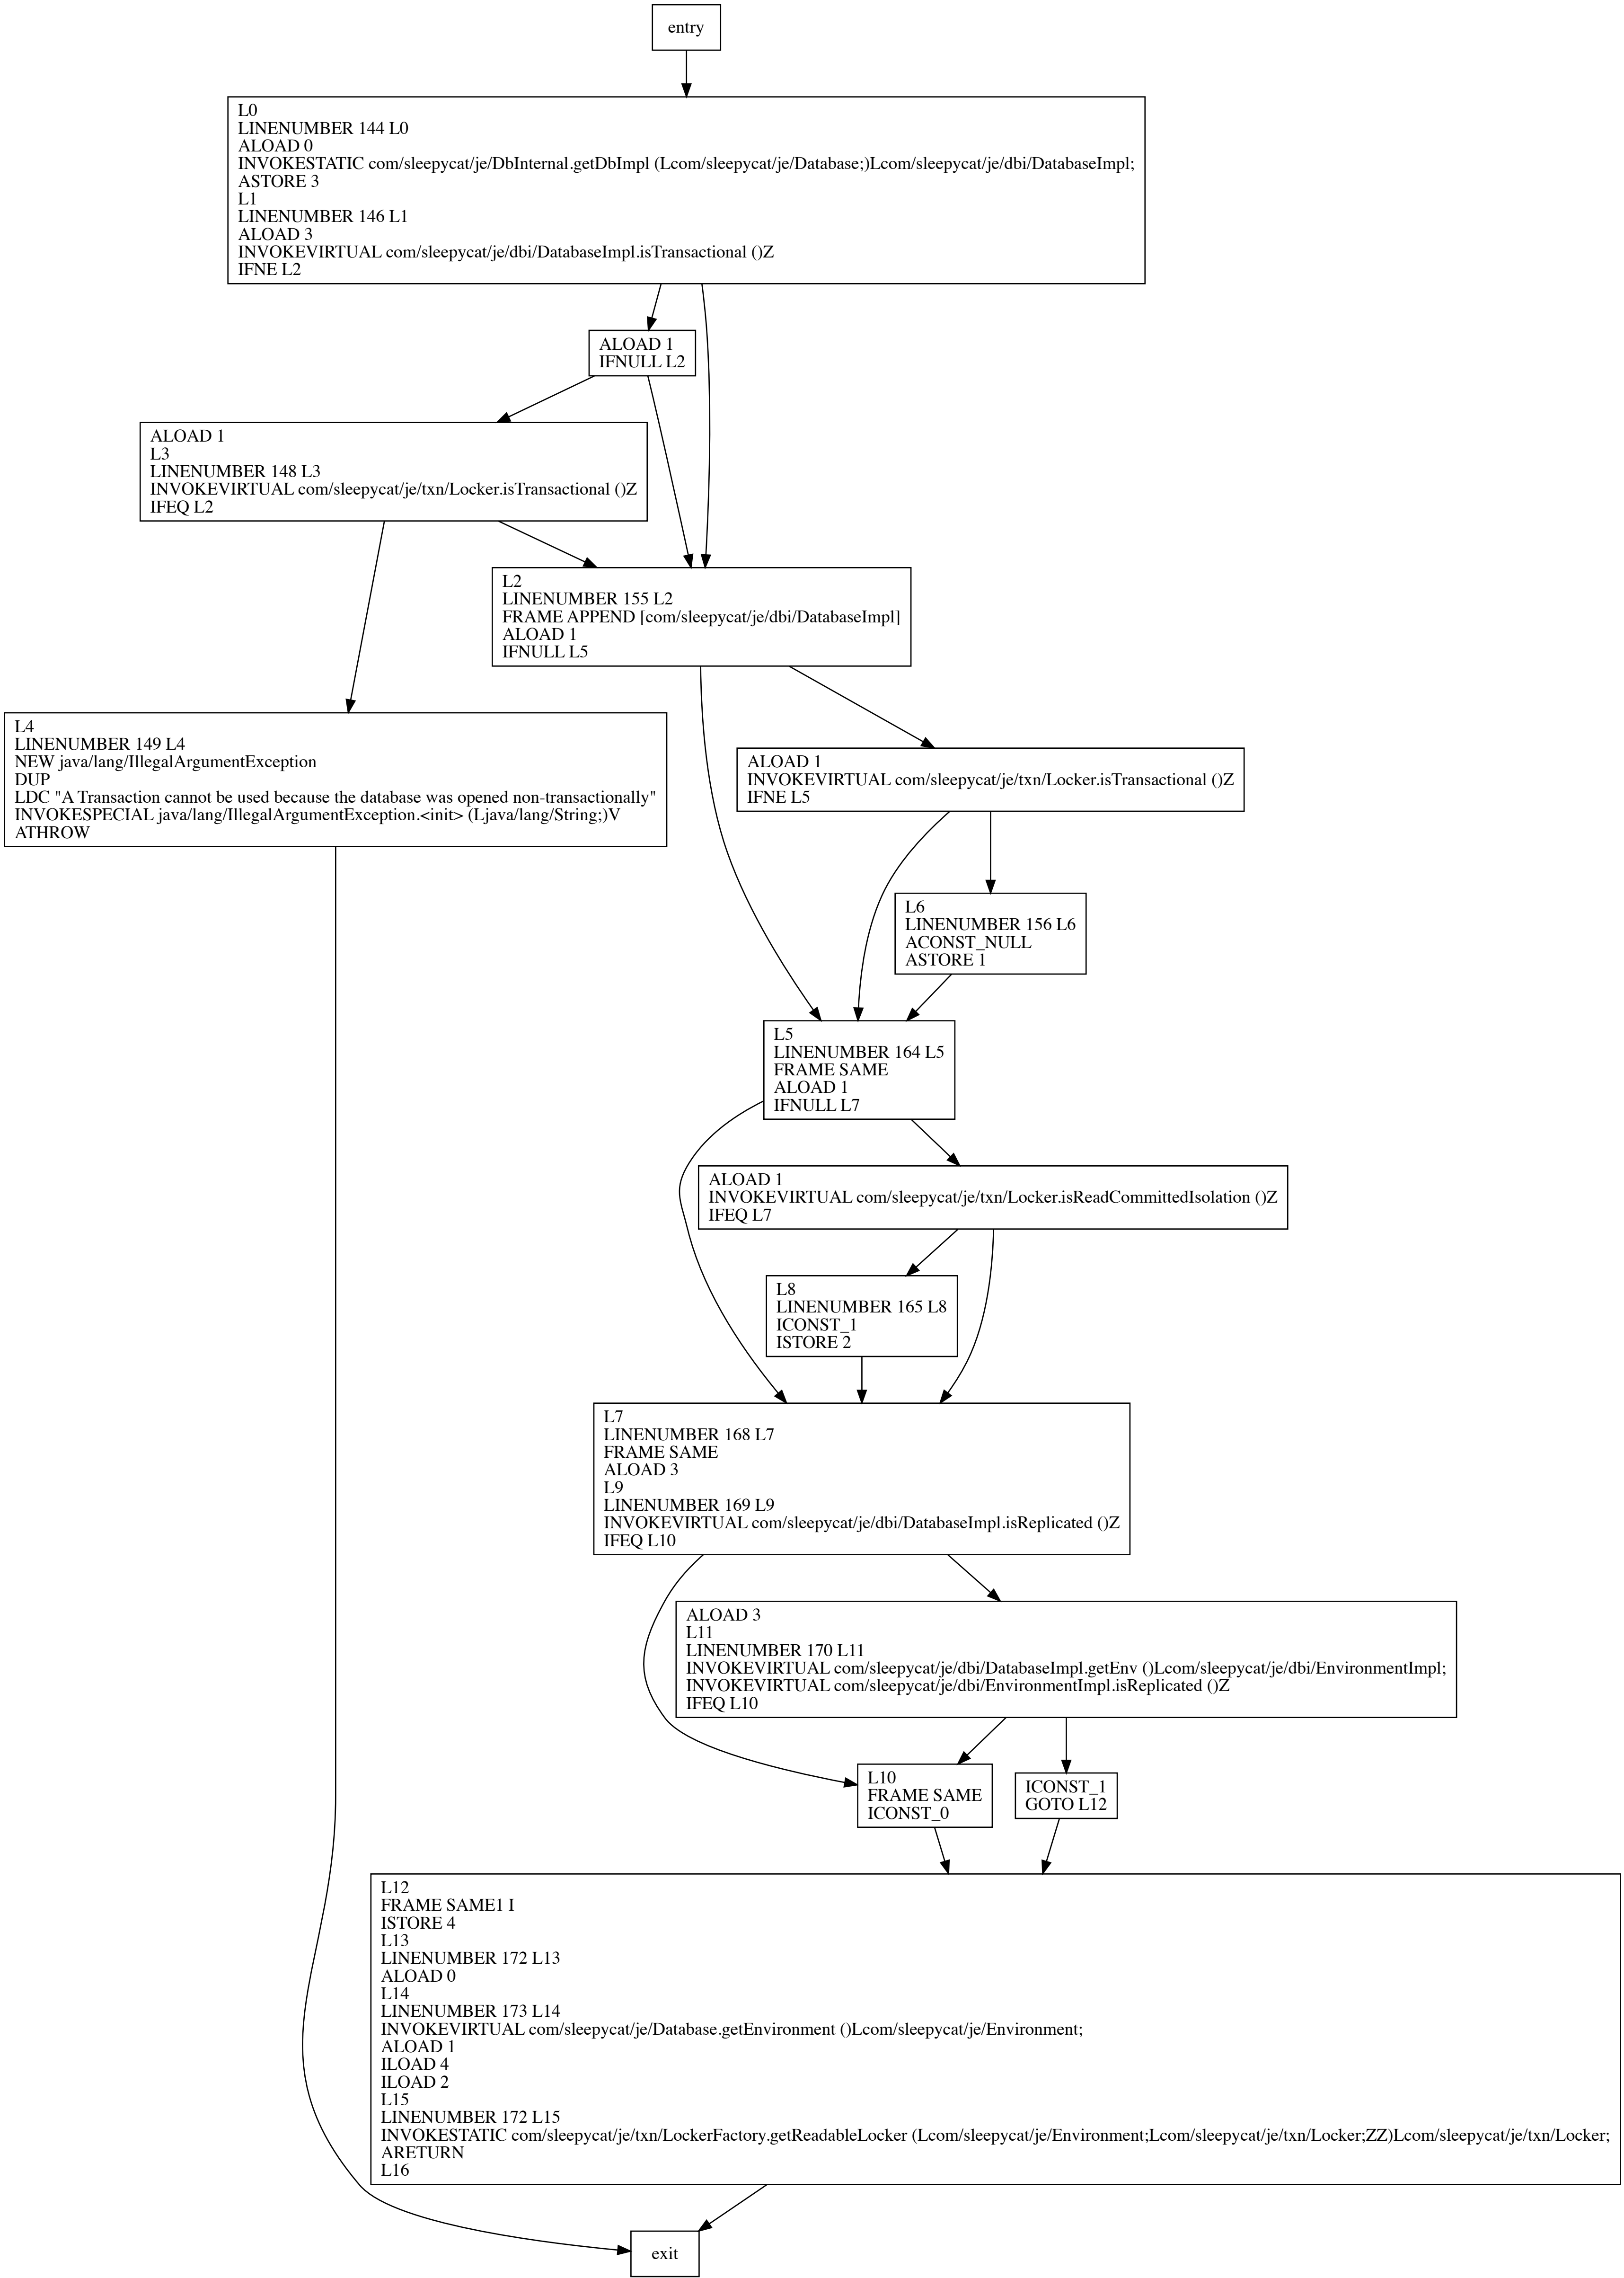 entry
L0
LINENUMBER 144 L0
ALOAD 0
INVOKESTATIC com/sleepycat/je/DbInternal.getDbImpl (Lcom/sleepycat/je/Database;)Lcom/sleepycat/je/dbi/DatabaseImpl;
ASTORE 3
L1
LINENUMBER 146 L1
ALOAD 3
INVOKEVIRTUAL com/sleepycat/je/dbi/DatabaseImpl.isTransactional ()Z
IFNE L2
ALOAD 1
IFNULL L2
ALOAD 1
L3
LINENUMBER 148 L3
INVOKEVIRTUAL com/sleepycat/je/txn/Locker.isTransactional ()Z
IFEQ L2
L2
LINENUMBER 155 L2
FRAME APPEND [com/sleepycat/je/dbi/DatabaseImpl]
ALOAD 1
IFNULL L5
L4
LINENUMBER 149 L4
NEW java/lang/IllegalArgumentException
DUP
LDC "A Transaction cannot be used because the database was opened non-transactionally"
INVOKESPECIAL java/lang/IllegalArgumentException.<init> (Ljava/lang/String;)V
ATHROW
ALOAD 1
INVOKEVIRTUAL com/sleepycat/je/txn/Locker.isTransactional ()Z
IFNE L5
L6
LINENUMBER 156 L6
ACONST_NULL
ASTORE 1
L5
LINENUMBER 164 L5
FRAME SAME
ALOAD 1
IFNULL L7
ALOAD 1
INVOKEVIRTUAL com/sleepycat/je/txn/Locker.isReadCommittedIsolation ()Z
IFEQ L7
L8
LINENUMBER 165 L8
ICONST_1
ISTORE 2
L7
LINENUMBER 168 L7
FRAME SAME
ALOAD 3
L9
LINENUMBER 169 L9
INVOKEVIRTUAL com/sleepycat/je/dbi/DatabaseImpl.isReplicated ()Z
IFEQ L10
ALOAD 3
L11
LINENUMBER 170 L11
INVOKEVIRTUAL com/sleepycat/je/dbi/DatabaseImpl.getEnv ()Lcom/sleepycat/je/dbi/EnvironmentImpl;
INVOKEVIRTUAL com/sleepycat/je/dbi/EnvironmentImpl.isReplicated ()Z
IFEQ L10
L10
FRAME SAME
ICONST_0
ICONST_1
GOTO L12
L12
FRAME SAME1 I
ISTORE 4
L13
LINENUMBER 172 L13
ALOAD 0
L14
LINENUMBER 173 L14
INVOKEVIRTUAL com/sleepycat/je/Database.getEnvironment ()Lcom/sleepycat/je/Environment;
ALOAD 1
ILOAD 4
ILOAD 2
L15
LINENUMBER 172 L15
INVOKESTATIC com/sleepycat/je/txn/LockerFactory.getReadableLocker (Lcom/sleepycat/je/Environment;Lcom/sleepycat/je/txn/Locker;ZZ)Lcom/sleepycat/je/txn/Locker;
ARETURN
L16
exit